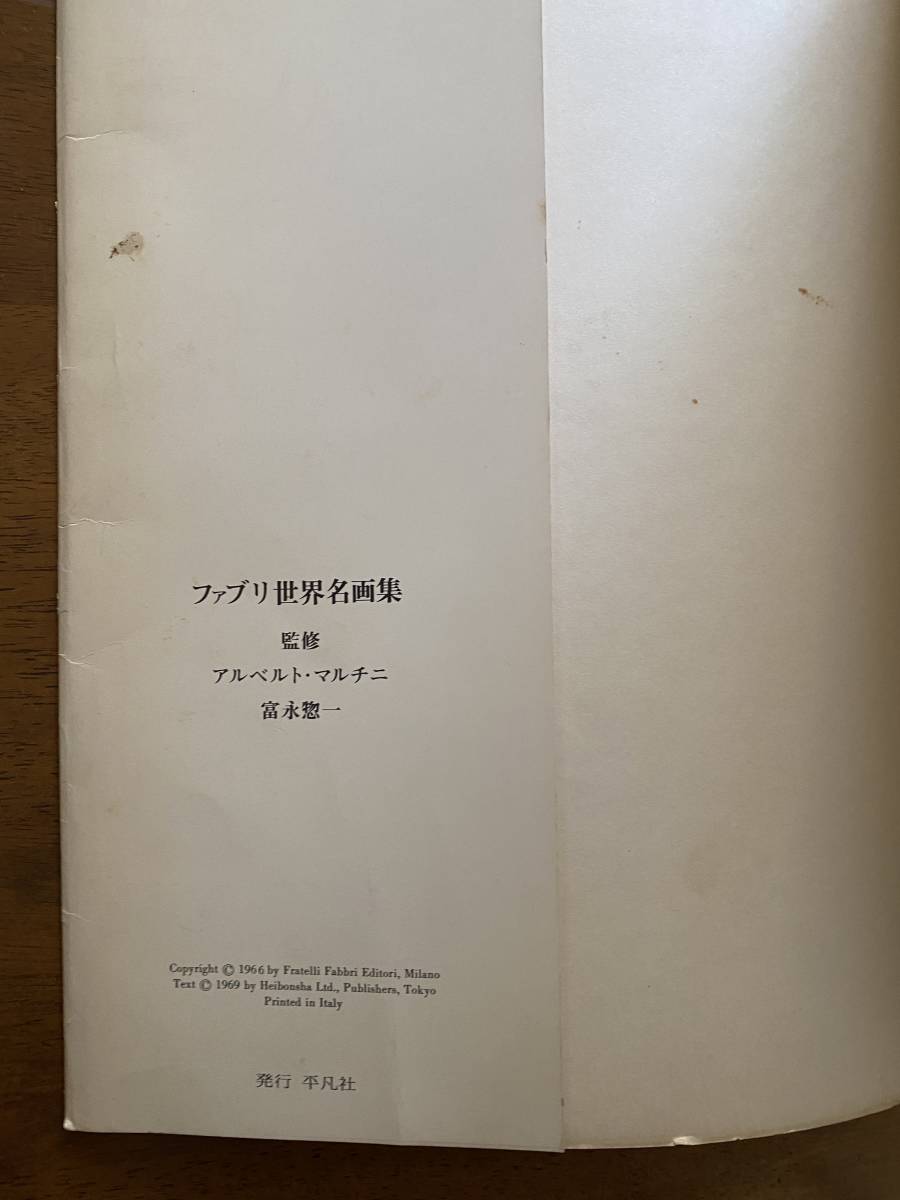 ファブリ世界名画集
監修
アルベルト・マルチニ
富永惣一
Copyright © 1966 by Fratelli Fabbri Editori, Milano
Text © 1969 by Heibonsha Ltd., Publishers, Tokyo
Printed in Italy
発行 平凡社